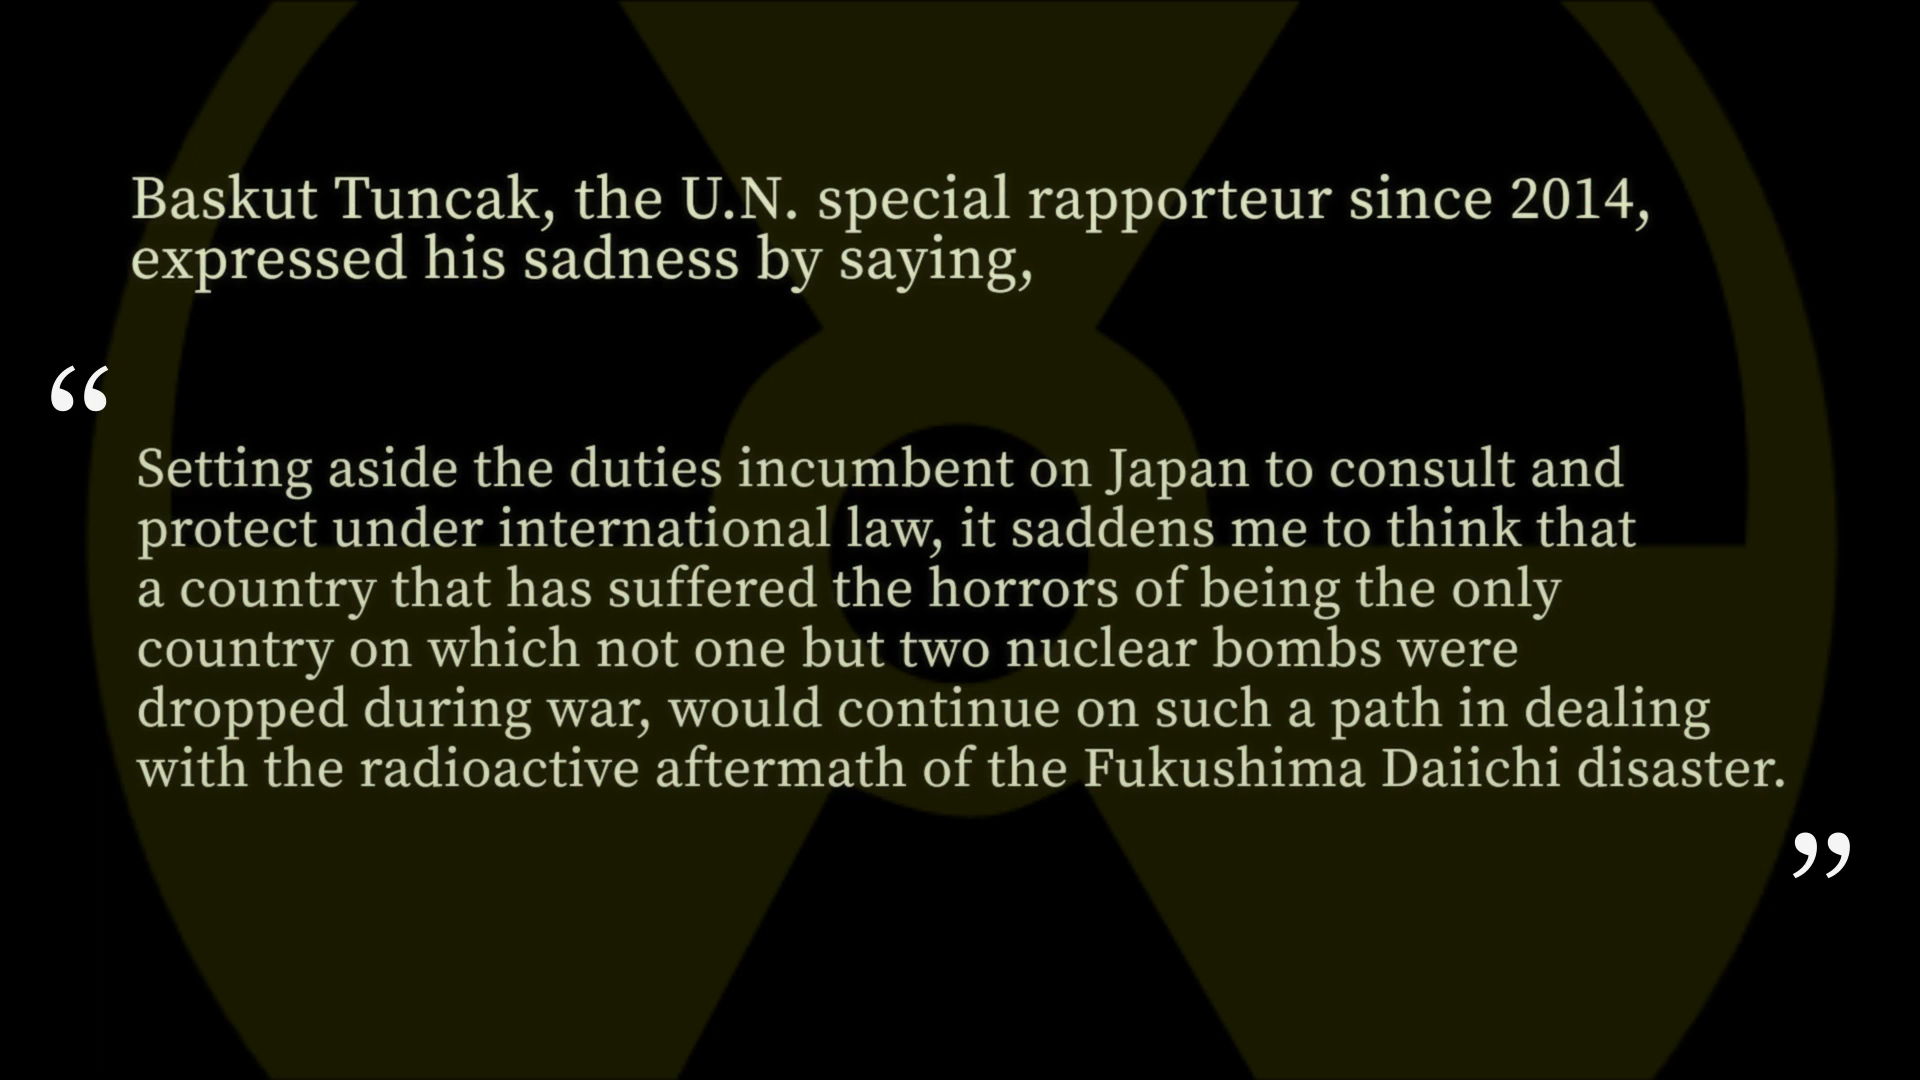 Baskut Tuncak, the U.N. special rapporteur since 2014,
expressed his sadness by saying,
“
Setting aside the duties incumbent on Japan to consult and
protect under international law, it saddens me to think that
a country that has suffered the horrors of being the only
country on which not one but two nuclear bombs were
dropped during war, would continue on such a path in dealing
with the radioactive aftermath of the Fukushima Daiichi disaster.
”